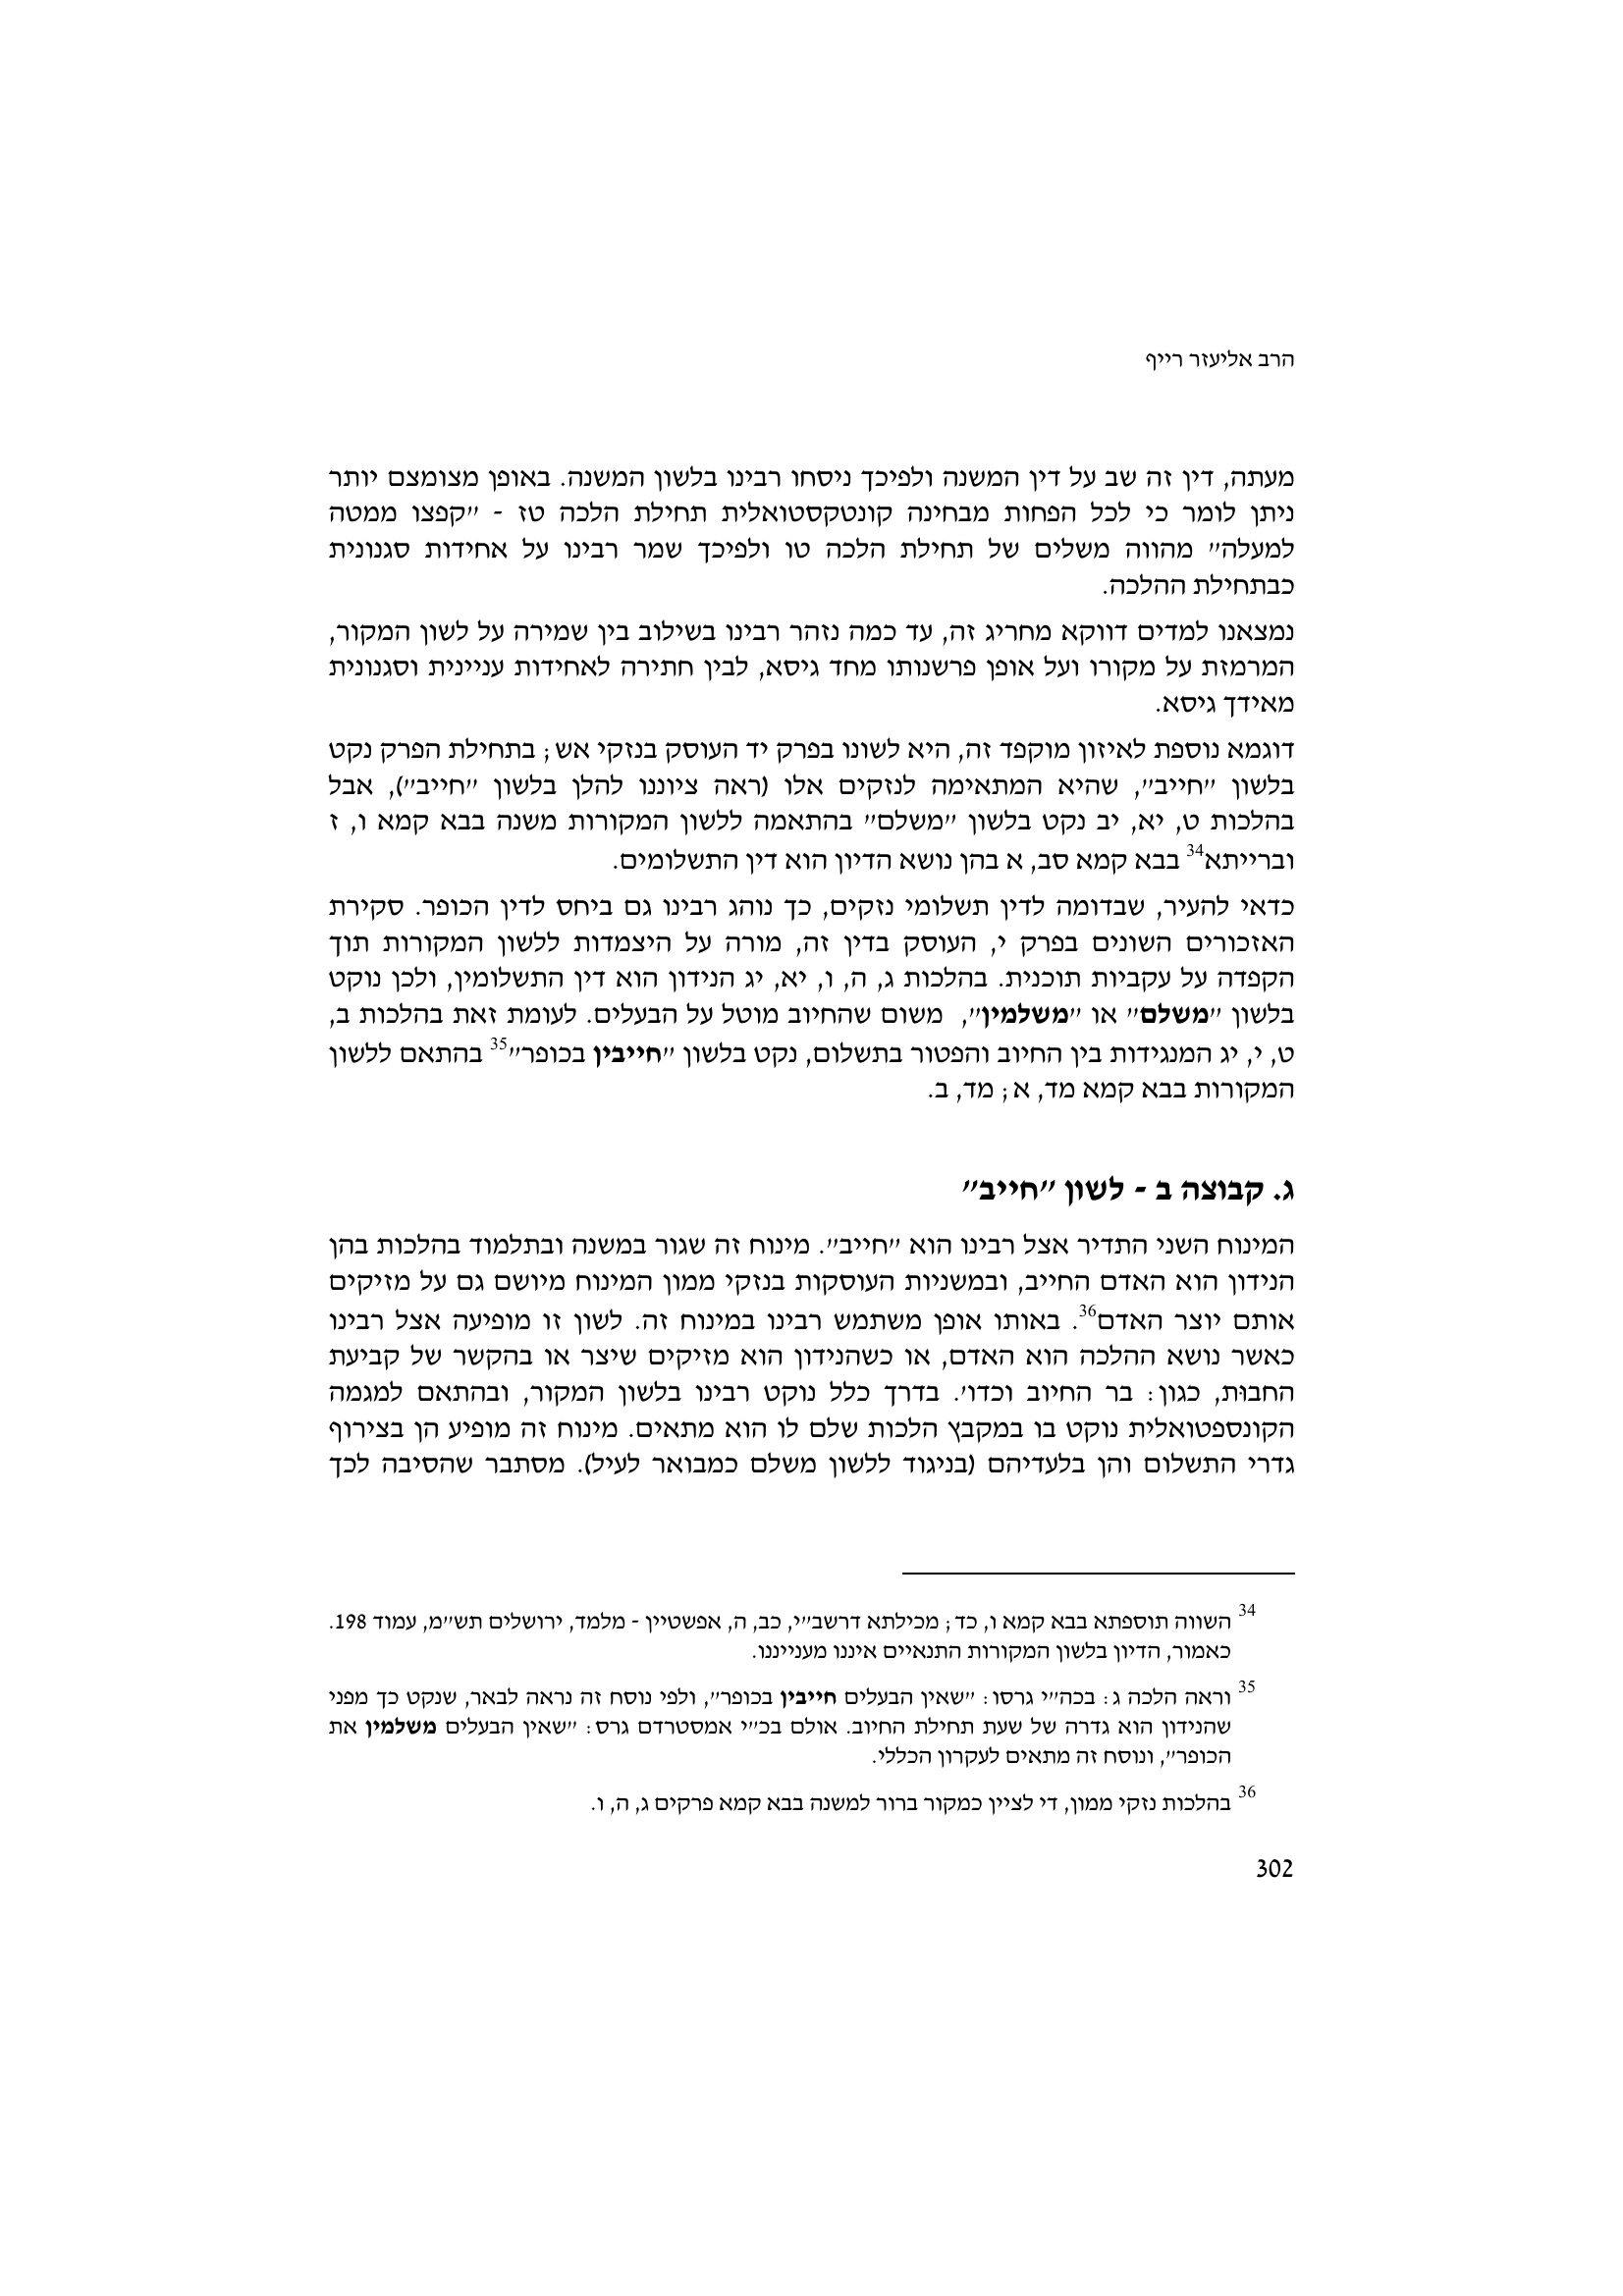 הרב אליעזר רייף
מעתה, דין זה שב על דין המשנה ולפיכך ניסחו רבינו בלשון המשנה. באופן מצומצם יותר
ניתן לומר כי לכל הפחות מבחינה קונטקסטואלית תחילת הלכה טז - "קפצו ממטה
למעלה" מהווה משלים של תחילת הלכה טו ולפיכך שמר רבינו על אחידות סגנונית
כבתחילת ההלכה.
נמצאנו למדים דווקא מחריג זה, עד כמה נזהר רבינו בשילוב בין שמירה על לשון המקור,
המרמזת על מקורו ועל אופן פרשנותו מחד גיסא, לבין חתירה לאחידות עניינית וסגנונית
מאידך גיסא.
דוגמא נוספת לאיזון מוקפד זה, היא לשונו בפרק יד העוסק בנזקי אש; בתחילת הפרק נקט
בלשון "חייב", שהיא המתאימה לנזקים אלו (ראה ציוננו להלן בלשון "חייב"), אבל
בהלכות ט, יא, יב נקט בלשון "משלם" בהתאמה ללשון המקורות משנה בבא קמא ו, ז
וברייתא34 בבא קמא סב, א בהן נושא הדיון הוא דין התשלומים.
כדאי להעיר, שבדומה לדין תשלומי נזקים, כך נוהג רבינו גם ביחס לדין הכופר. סקירת
האזכורים השונים בפרק י, העוסק בדין זה, מורה על היצמדות ללשון המקורות תוך
הקפדה על עקביות תוכנית. בהלכות ג, ה, ו, יא, יג הנידון הוא דין התשלומין, ולכן נוקט
בלשון "משלם" או "משלמין", משום שהחיוב מוטל על הבעלים. לעומת זאת בהלכות ב,
ט, י, יג המנגידות בין החיוב והפטור בתשלום, נקט בלשון "חייבין בכופר"35 בהתאם ללשון
המקורות בבא קמא מד, א; מד, ב.
ג. קבוצה ב - לשון "חייב"
המינוח השני התדיר אצל רבינו הוא "חייב". מינוח זה שגור במשנה ובתלמוד בהלכות בהן
הנידון הוא האדם החייב, ובמשניות העוסקות בנזקי ממון המינוח מיושם גם על מזיקים
אותם יוצר האדם36. באותו אופן משתמש רבינו במינוח זה. לשון זו מופיעה אצל רבינו
כאשר נושא ההלכה הוא האדם, או כשהנידון הוא מזיקים שיצר או בהקשר של קביעת
החבוּת, כגון: בר החיוב וכדו'. בדרך כלל נוקט רבינו בלשון המקור, ובהתאם למגמה
הקונספטואלית נוקט בו במקבץ הלכות שלם לו הוא מתאים. מינוח זה מופיע הן בצירוף
גדרי התשלום והן בלעדיהם (בניגוד ללשון משלם כמבואר לעיל). מסתבר שהסיבה לכך
34 השווה תוספתא בבא קמא ו, כד; מכילתא דרשב"י, כב, ה, אפשטיין - מלמד, ירושלים תש"מ, עמוד 198.
כאמור, הדיון בלשון המקורות התנאיים איננו מענייננו.
35 וראה הלכה ג: בכה"י גרסו: "שאין הבעלים חייבין בכופר", ולפי נוסח זה נראה לבאר, שנקט כך מפני
שהנידון הוא גדרה של שעת תחילת החיוב. אולם בכ"י אמסטרדם גרס: "שאין הבעלים משלמין את
הכופר", ונוסח זה מתאים לעקרון הכללי.
36 בהלכות נזקי ממון, די לציין כמקור ברור למשנה בבא קמא פרקים ג, ה, ו.
302